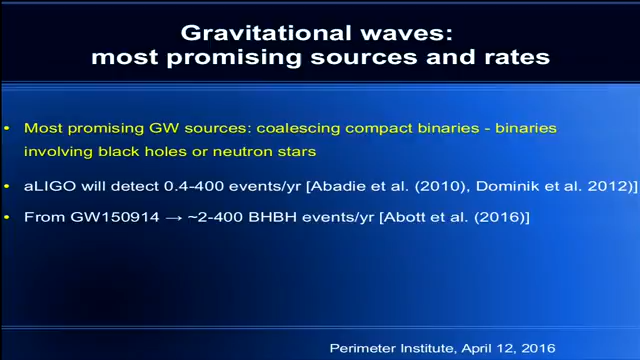 Gravitational waves:
most promising sources and rates
• Most promising GW sources: coalescing compact binaries - binaries
involving black holes or neutron stars
• aLIGO will detect 0.4-400 events/yr [Abadie et al. (2010), Dominik et al. 2012)]
• From GW150914 → ~2-400 BHBH events/yr [Abott et al. (2016)]
Perimeter Institute, April 12, 2016